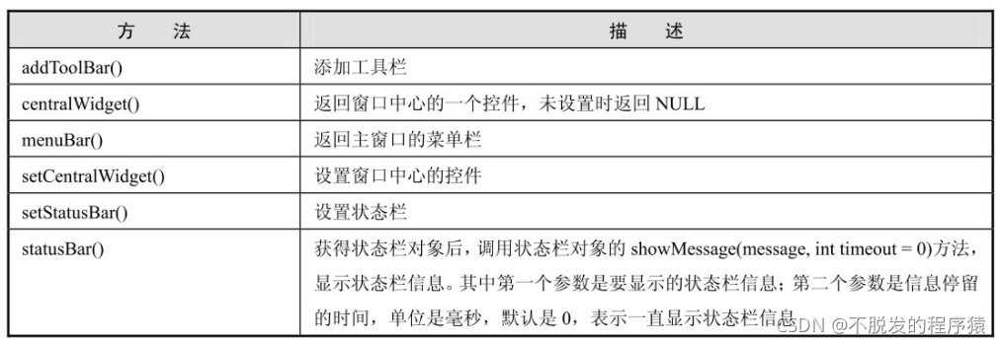 方 法 描 述
addToolBar() 添加工具栏
centralWidget() 返回窗口中心的一个控件，未设置时返回 NULL
menuBar() 返回主窗口的菜单栏
setCentralWidget() 设置窗口中心的控件
setStatusBar() 设置状态栏
statusBar() 获得状态栏对象后，调用状态栏对象的 showMessage(message, int timeout = 0)方法，
显示状态栏信息。其中第一个参数是要显示的状态栏信息；第二个参数是信息停留
的时间，单位是毫秒，默认是 0，表示一直显示状态栏信息
CSDN @不脱发的程序猿